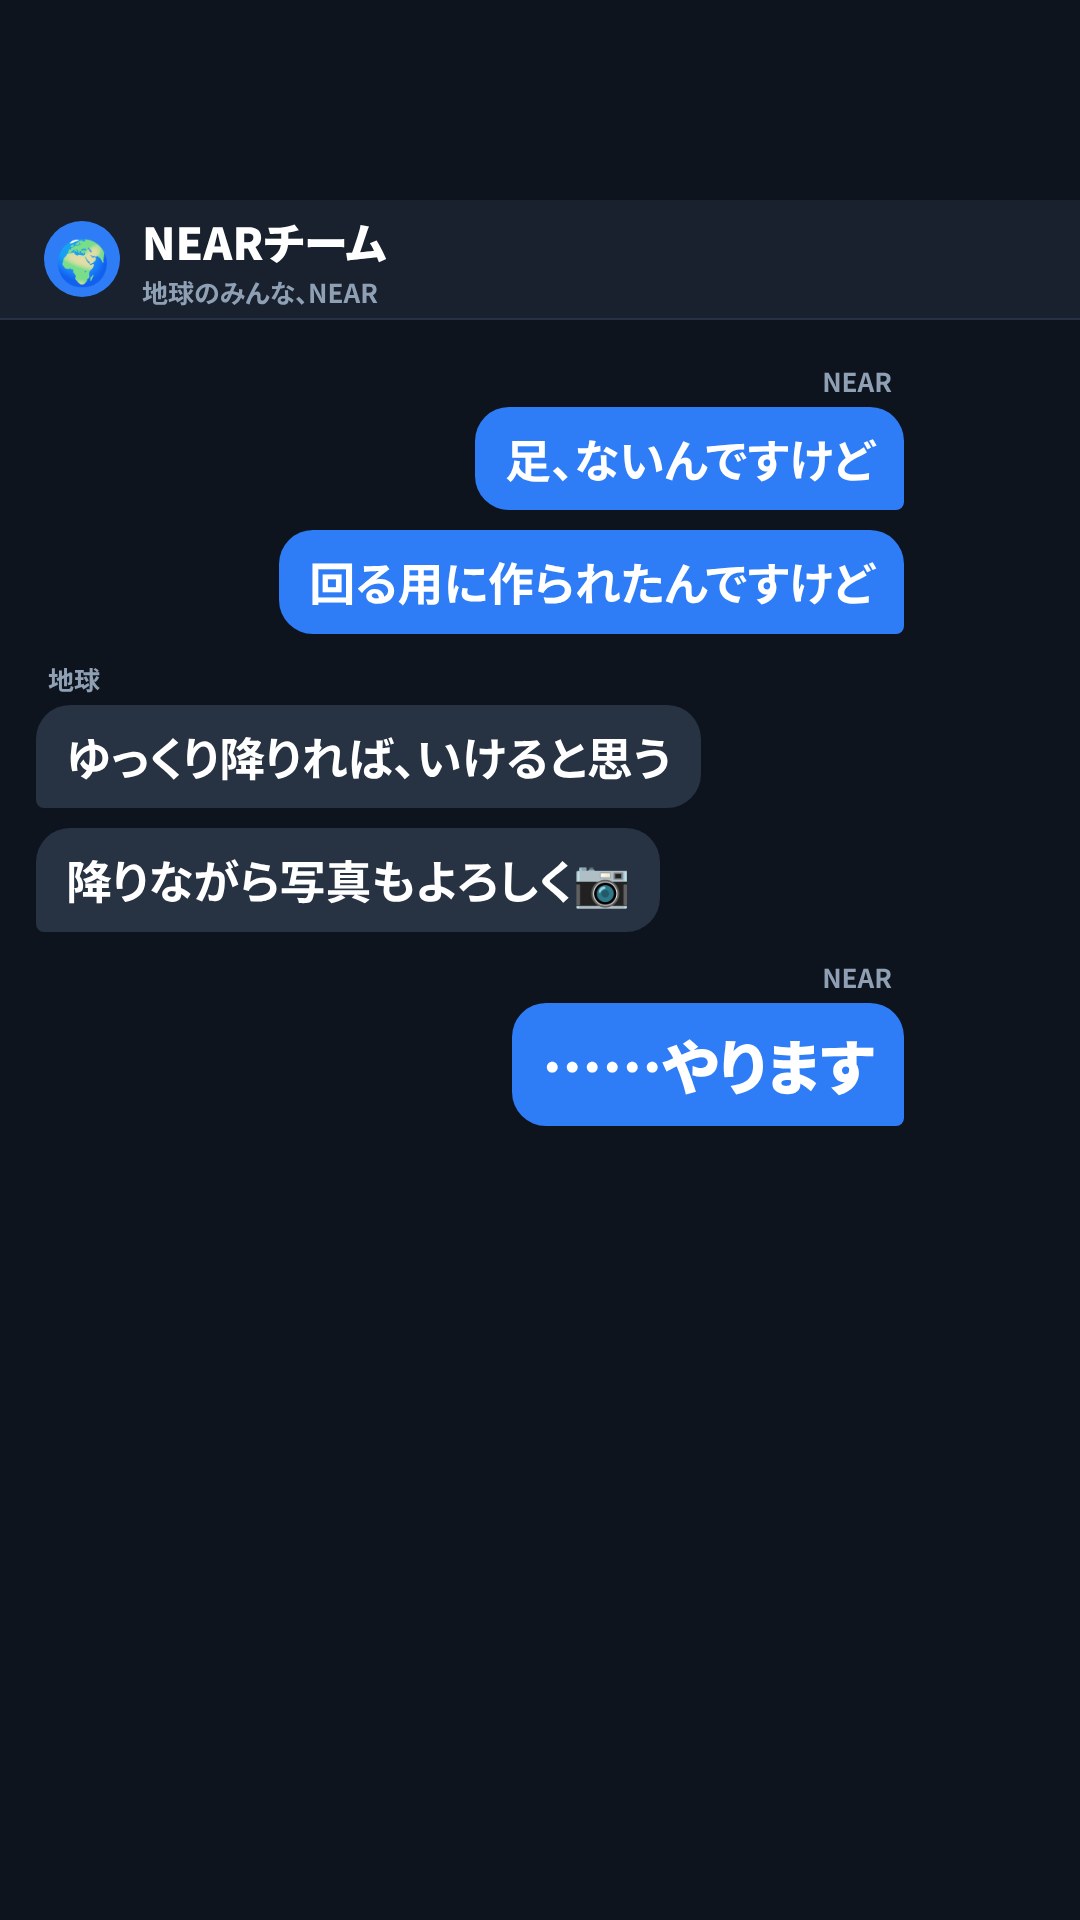 NEARチーム
地球のみんな、NEAR
NEAR
足、ないんですけど
回る用に作られたんですけど
地球
ゆっくり降りれば、いけると思う
降りながら写真もよろしく📷
NEAR
……やります